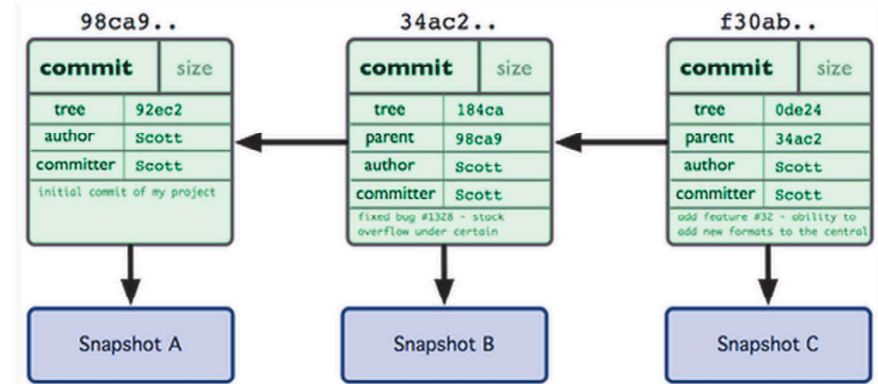 98ca9..
commit size
tree 92ec2
author Scott
committer Scott
initial commit of my project
Snapshot A
34ac2..
commit size
tree 184ca
parent 98ca9
author Scott
committer Scott
fixed bug #1328 - stack
overflow under certain
Snapshot B
f30ab..
commit size
tree 0de24
parent 34ac2
author Scott
committer Scott
add feature #32 - ability to
add new formats to the central
Snapshot C